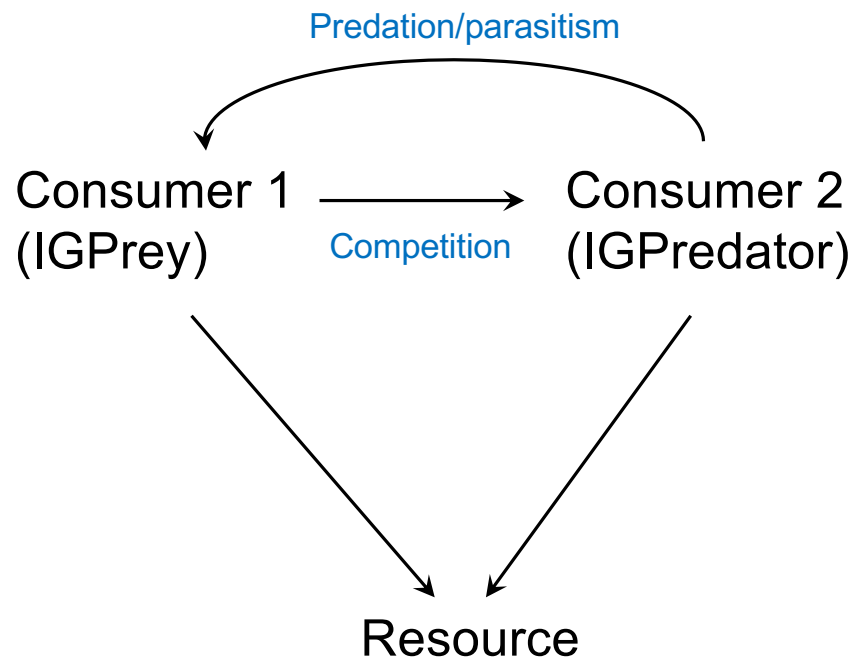 Predation/parasitism
Consumer 1
(IGPrey)
Competition
Consumer 2
(IGPredator)
Resource